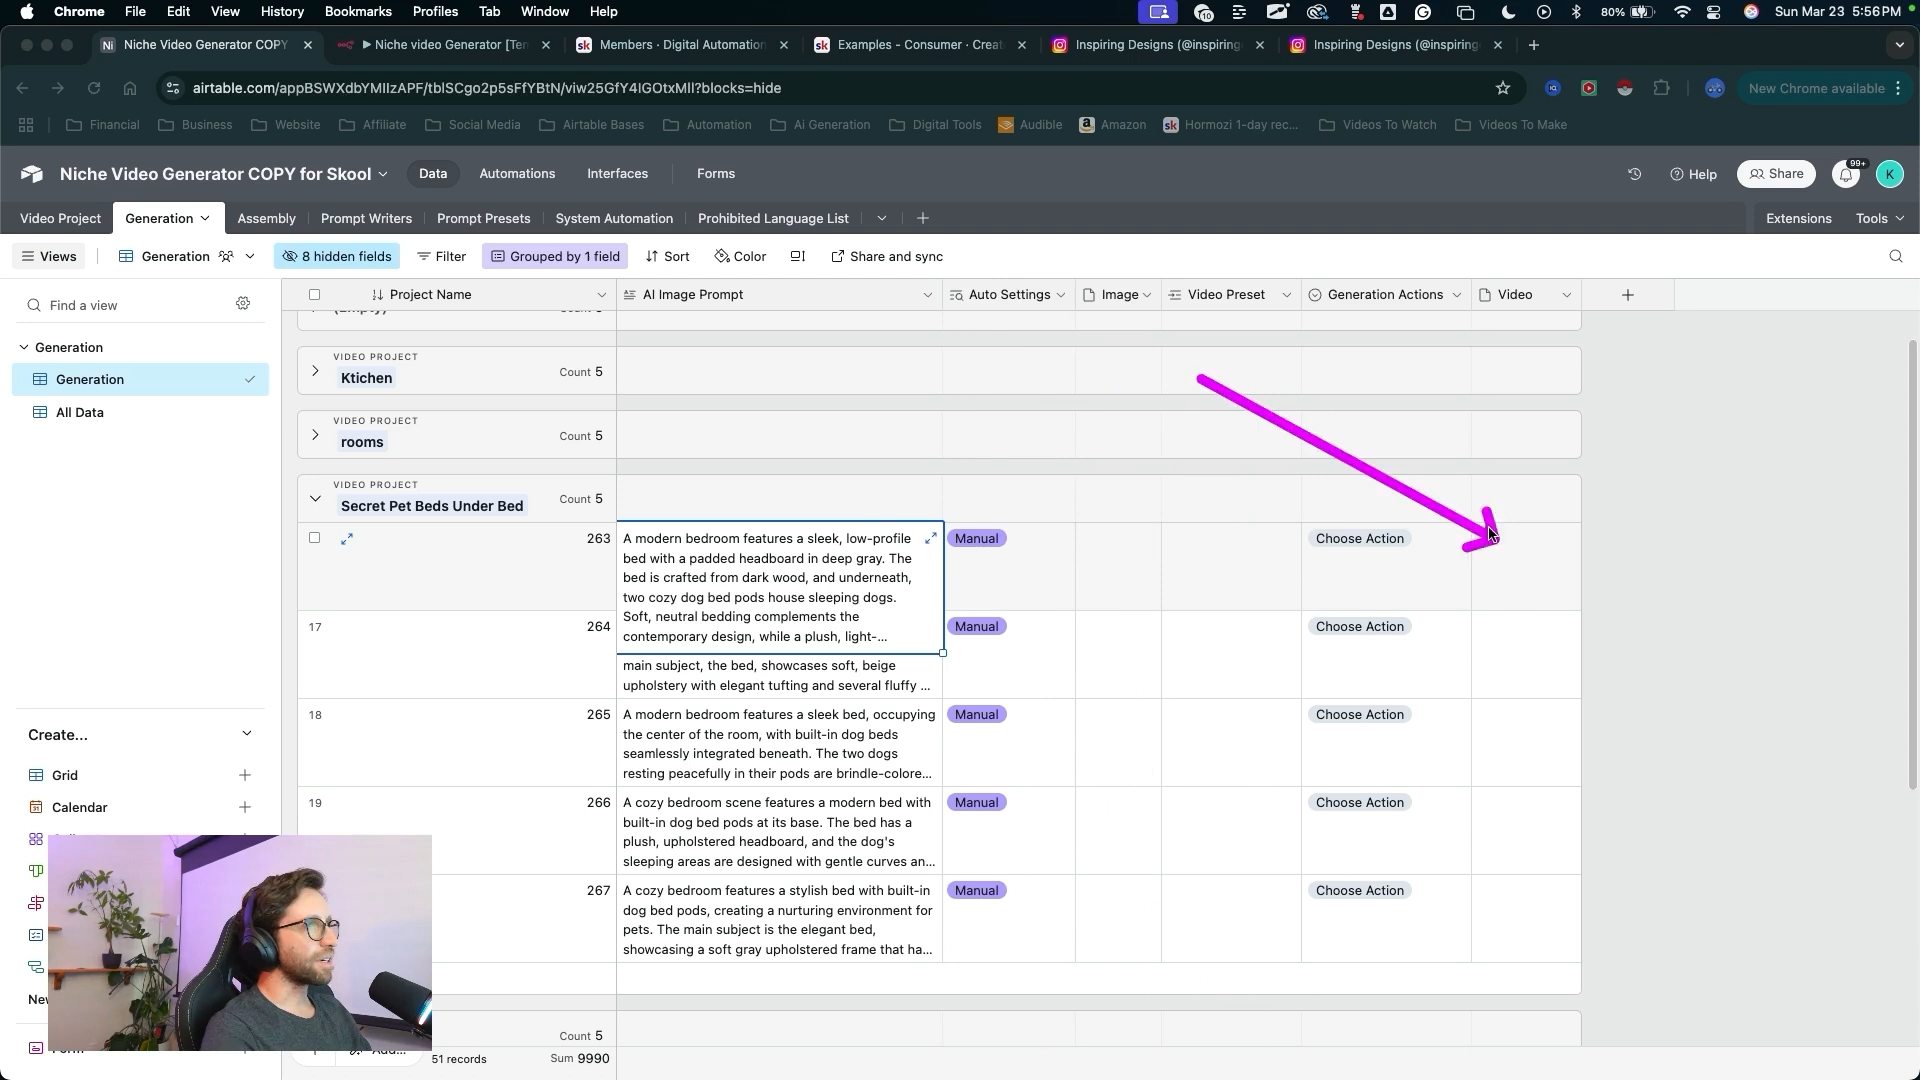 Chrome File Edit View History Bookmarks Profiles Tab Window Help
10 80% Sun Mar 23 5:56 PM
Niche Video Generator COPY
Niche video Generator [Ten
Members · Digital Automation
Examples - Consumer · Creat
Inspiring Designs (@inspiring
Inspiring Designs (@inspiring
airtable.com/appBSWXdbYMIIzAPF/tblSCgo2p5sFfYBtN/viw25GfY4IGOtxMIl?blocks=hide
New Chrome available
Financial Business Website Affiliate Social Media Airtable Bases Automation Ai Generation Digital Tools Audible Amazon Hormozi 1-day rec... Videos To Watch Videos To Make
Niche Video Generator COPY for Skool Data Automations Interfaces Forms Help Share 99+ K
Video Project Generation Assembly Prompt Writers Prompt Presets System Automation Prohibited Language List Extensions Tools
Views Generation 8 hidden fields Filter Grouped by 1 field Sort Color Share and sync
Find a view
Generation
Generation
All Data
Create...
Grid
Calendar
Project Name AI Image Prompt Auto Settings Image Video Preset Generation Actions Video
VIDEO PROJECT
Ktichen Count 5
VIDEO PROJECT
rooms Count 5
VIDEO PROJECT
Secret Pet Beds Under Bed Count 5
263 Manual Choose Action
A modern bedroom features a sleek, low-profile
bed with a padded headboard in deep gray. The
bed is crafted from dark wood, and underneath,
two cozy dog bed pods house sleeping dogs.
Soft, neutral bedding complements the
contemporary design, while a plush, light-...
17 264 Manual Choose Action
main subject, the bed, showcases soft, beige
upholstery with elegant tufting and several fluffy ...
18 265 Manual Choose Action
A modern bedroom features a sleek bed, occupying
the center of the room, with built-in dog beds
seamlessly integrated beneath. The two dogs
resting peacefully in their pods are brindle-colore...
19 266 Manual Choose Action
A cozy bedroom scene features a modern bed with
built-in dog bed pods at its base. The bed has a
plush, upholstered headboard, and the dog's
sleeping areas are designed with gentle curves an...
267 Manual Choose Action
A cozy bedroom features a stylish bed with built-in
dog bed pods, creating a nurturing environment for
pets. The main subject is the elegant bed,
showcasing a soft gray upholstered frame that ha...
Count 5
51 records Sum 9990